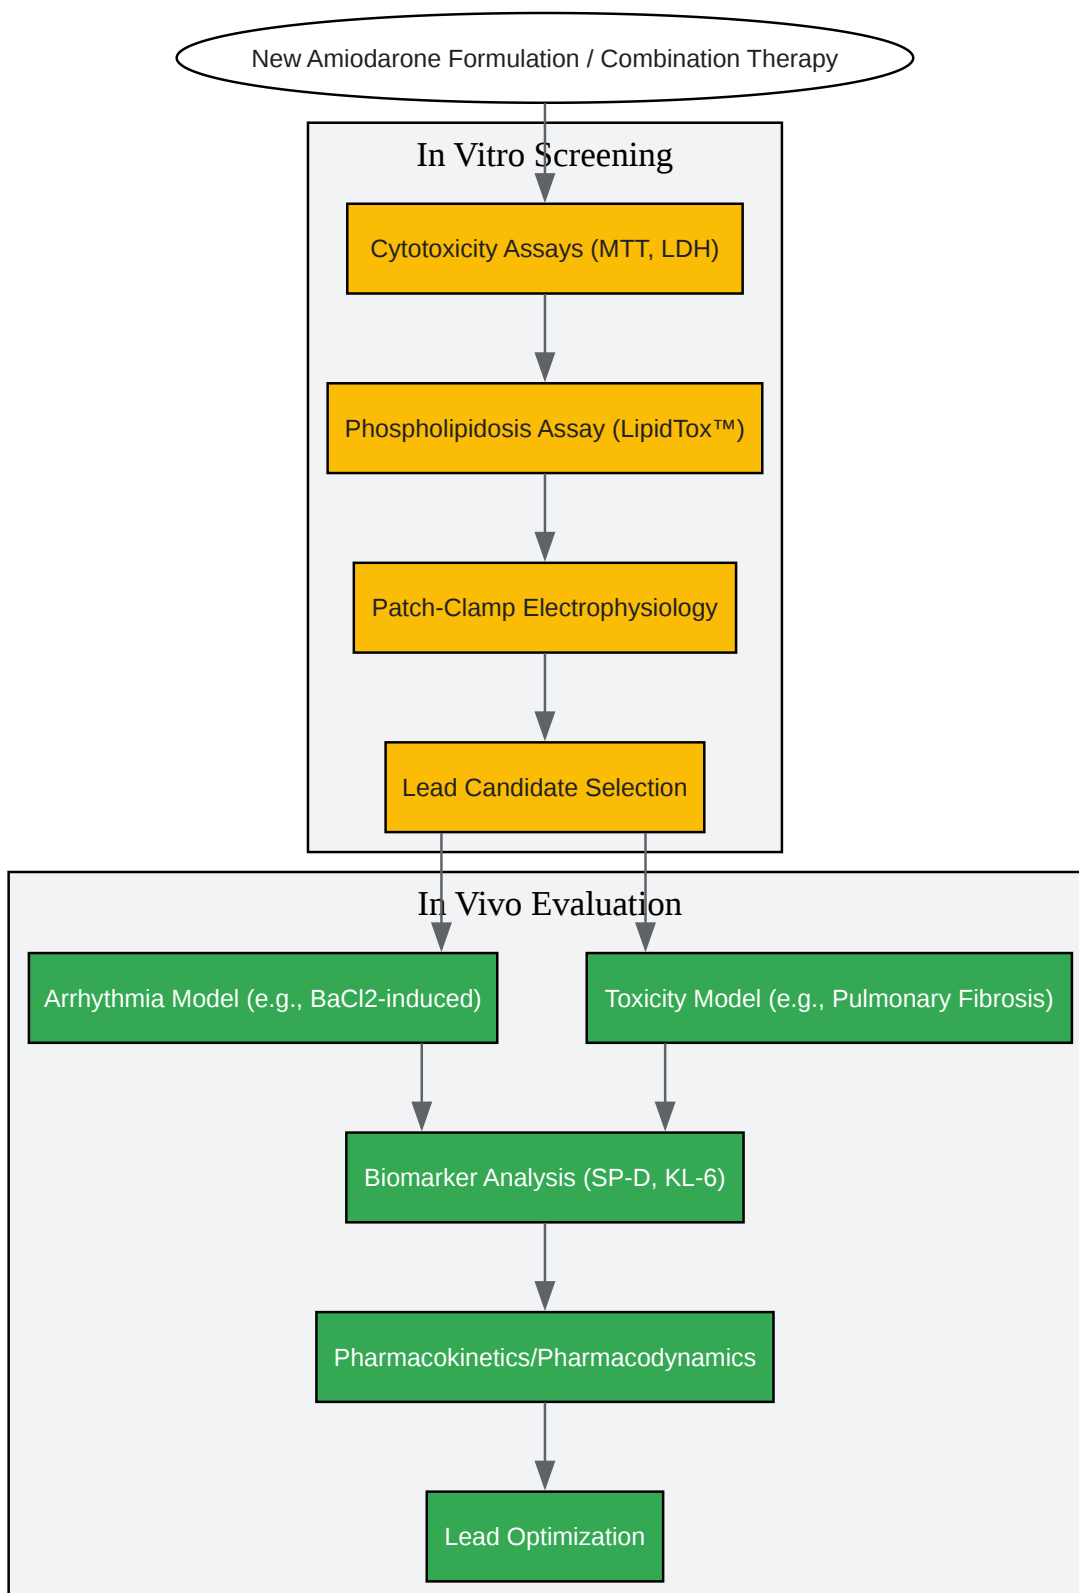 New Amiodarone Formulation / Combination Therapy
In Vitro Screening
Cytotoxicity Assays (MTT, LDH)
Phospholipidosis Assay (LipidTox™)
Patch-Clamp Electrophysiology
Lead Candidate Selection
In Vivo Evaluation
Arrhythmia Model (e.g., BaCl2-induced)
Toxicity Model (e.g., Pulmonary Fibrosis)
Biomarker Analysis (SP-D, KL-6)
Pharmacokinetics/Pharmacodynamics
Lead Optimization